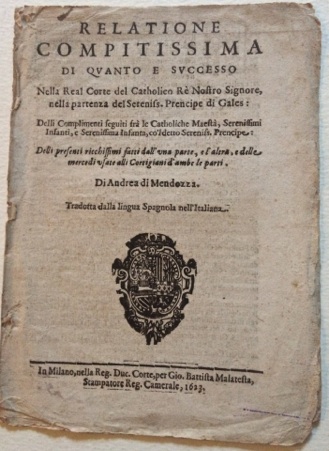 RELATIONE
COMPITISSIMA
DI QVANTO E SVCCESSO
Nella Real Corte del Catholico Rè Nostro Signore,
nella partenza del Sereniss. Prencipe di Gales:
Delli Complimenti seguiti frà le Catholiche Maestà, Serenissimi
Infanti, e Serenissima Infanta, co'l detto Sereniss. Prencipe:
Delli presenti ricchissimi fatti dall'vna parte, e l'altra, e delle
mercedi vsate alli Cortigiani d'ambe le parti.
Di Andrea di Mendozza.
Tradotta dalla lingua Spagnola nell'Italiana.
In Milano, nella Reg. Duc. Corte, per Gio. Battista Malatesta,
Stampatore Reg. Camerale, 1623.